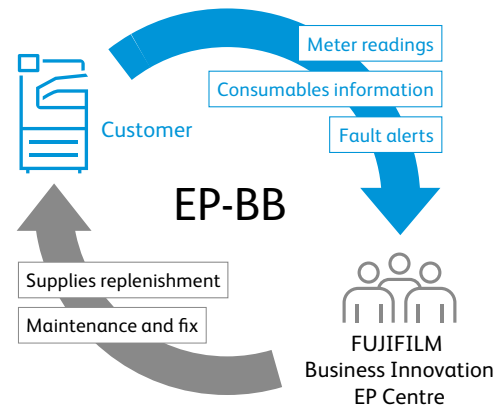 Meter readings
Consumables information
Fault alerts
Customer
EP-BB
Supplies replenishment
Maintenance and fix
FUJIFILM
Business Innovation
EP Centre